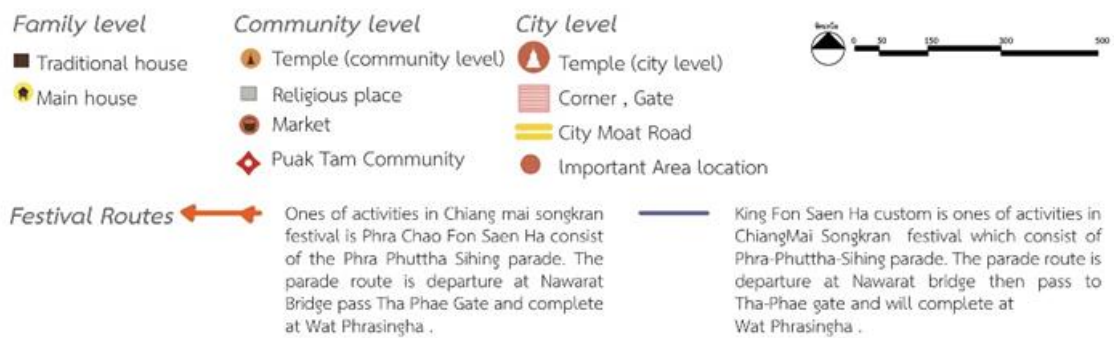 Family level
Traditional house
Main house
Community level
Temple (community level)
Religious place
Market
Puak Tam Community
City level
Temple (city level)
Corner , Gate
City Moat Road
Important Area location
0 50 150 300 500
Festival Routes
Ones of activities in Chiang mai songkran
festival is Phra Chao Fon Saen Ha consist
of the Phra Phuttha Sihing parade. The
parade route is departure at Nawarat
Bridge pass Tha Phae Gate and complete
at Wat Phrasingha .
King Fon Saen Ha custom is ones of activities in
ChiangMai Songkran festival which consist of
Phra-Phuttha-Sihing parade. The parade route is
departure at Nawarat bridge then pass to
Tha-Phae gate and will complete at
Wat Phrasingha .